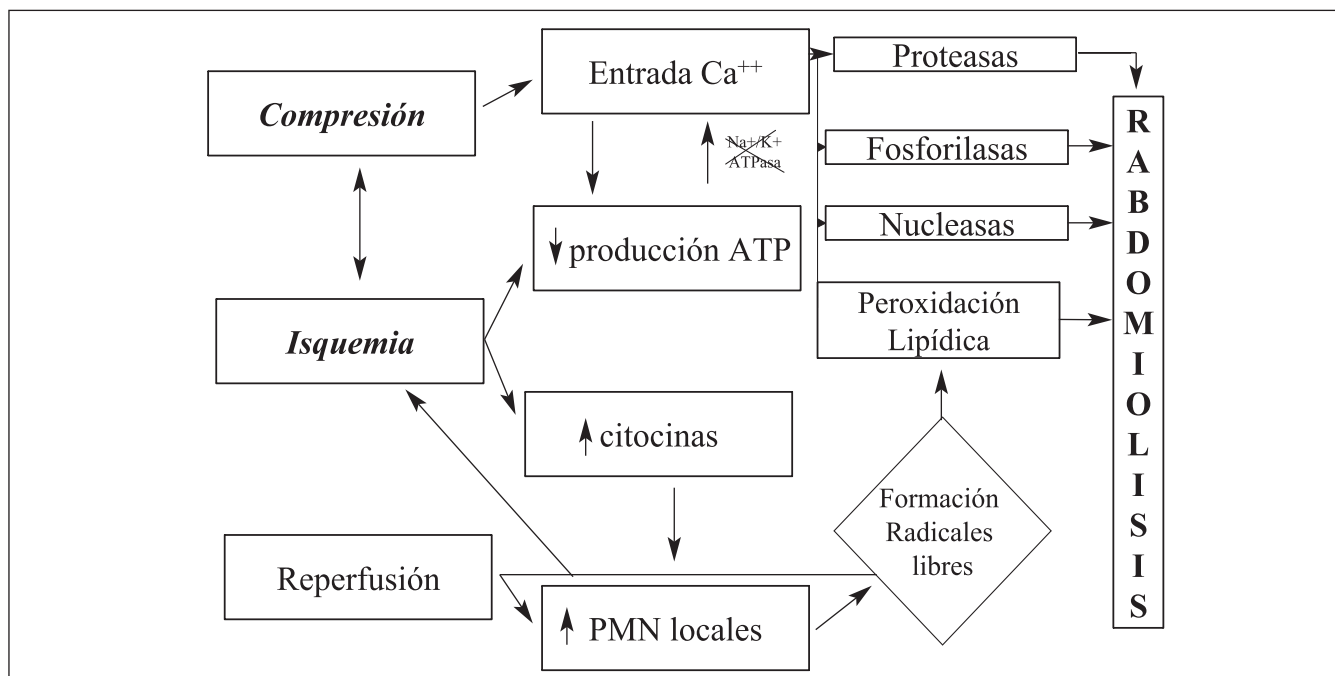 Compresión
Entrada Ca++
Proteasas
Na+/K+
ATPasa
Fosforilasas
Nucleasas
producción ATP
Peroxidación
Lipídica
Isquemia
citocinas
Formación
Radicales
libres
Reperfusión
PMN locales
RABDOMIOLISIS